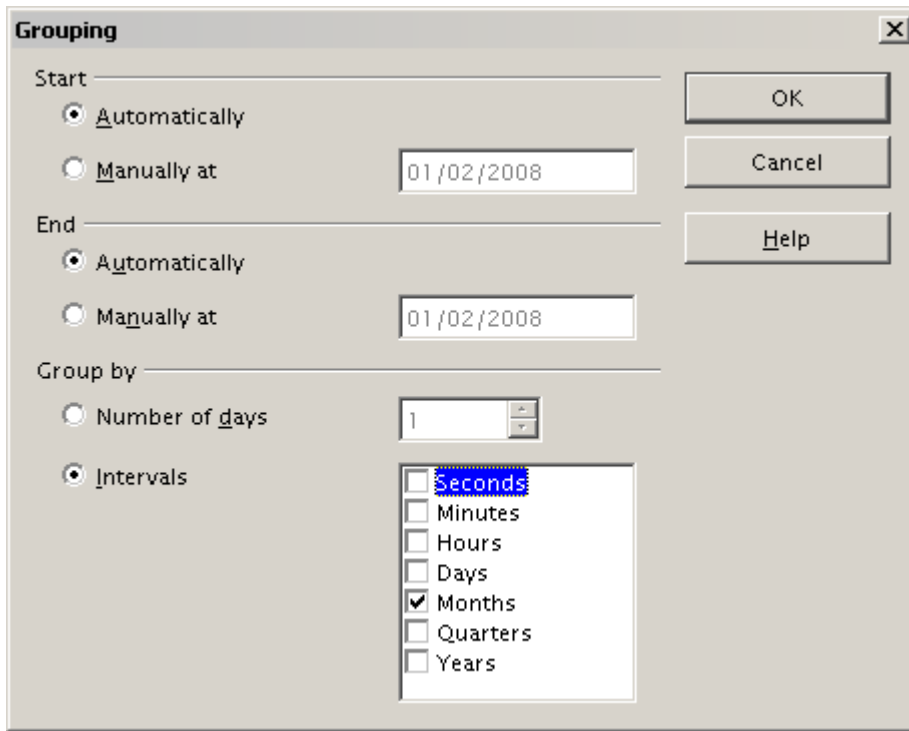 Grouping
Start
Automatically
Manually at 01/02/2008
End
Automatically
Manually at 01/02/2008
Group by
Number of days 1
Intervals
Seconds
Minutes
Hours
Days
Months
Quarters
Years
OK
Cancel
Help